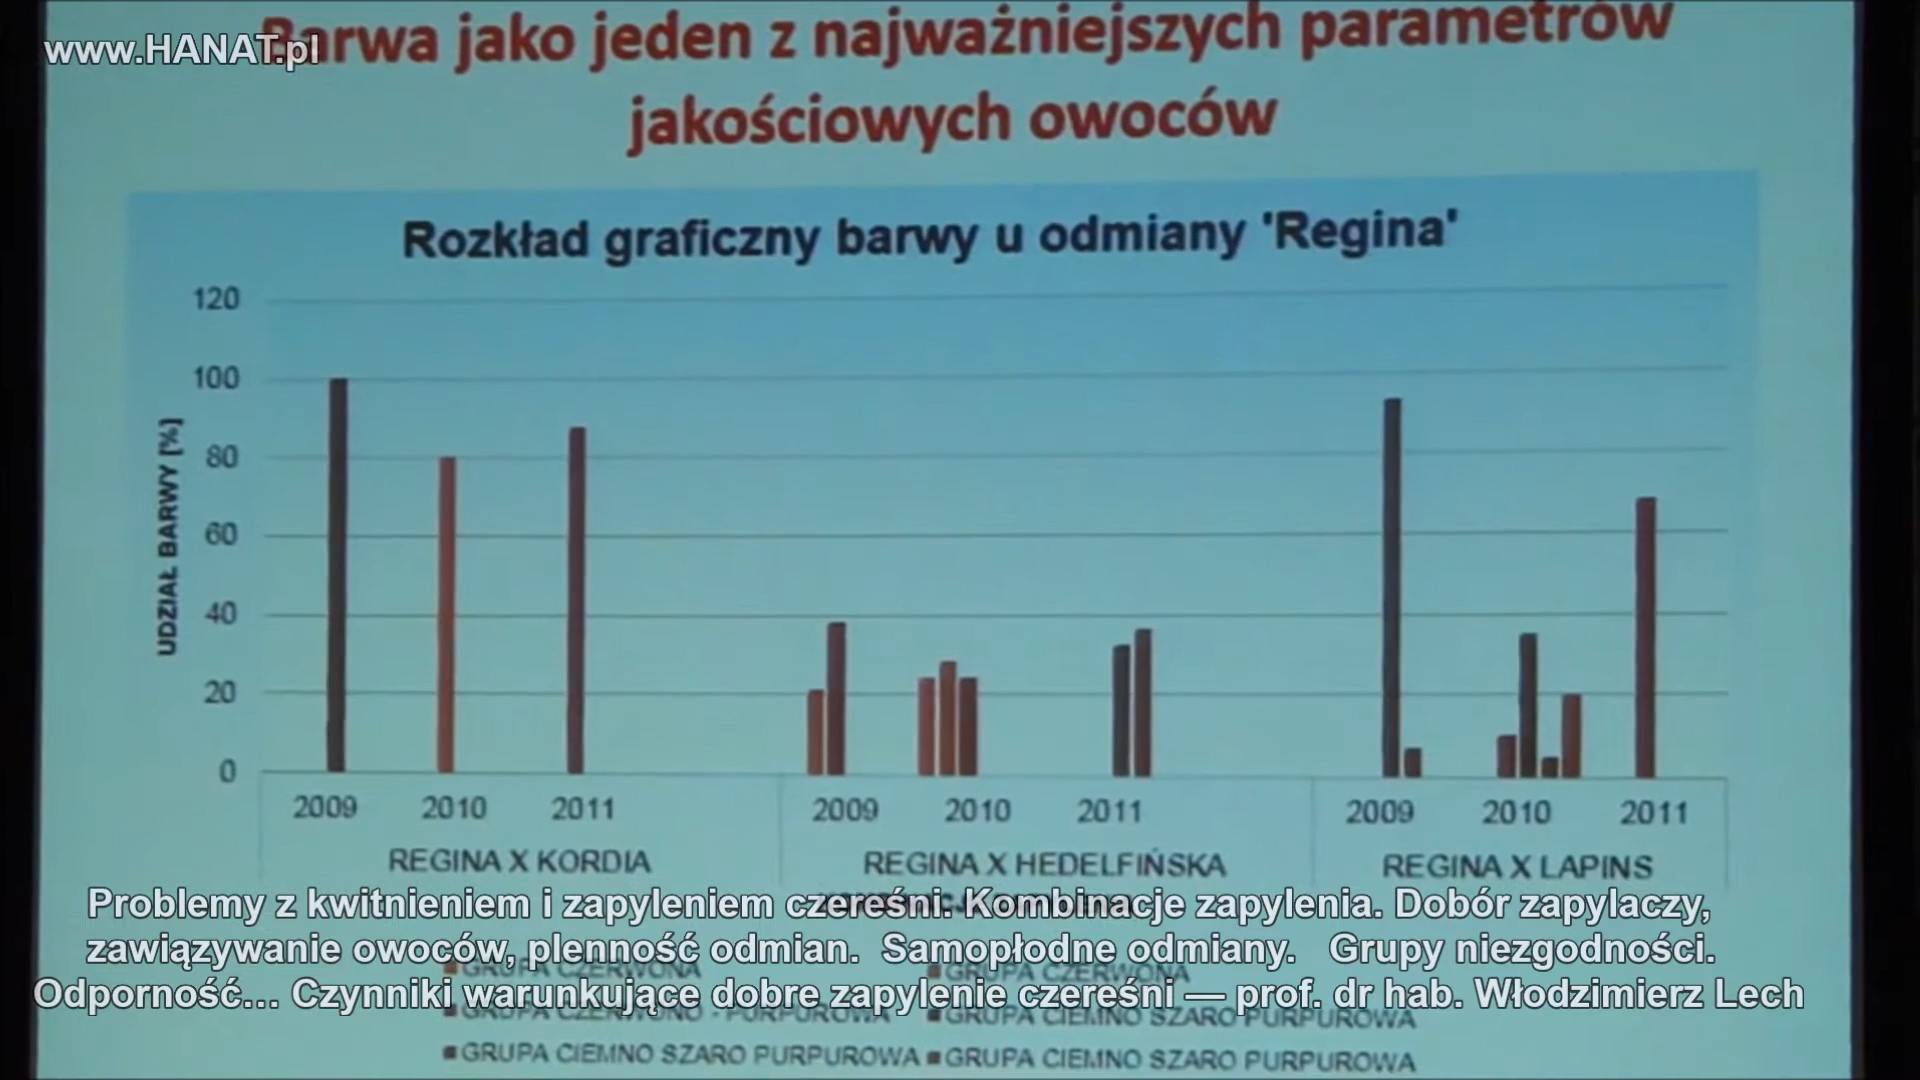 www.HANAT.pl
Barwa jako jeden z najważniejszych parametrów
jakościowych owoców
Rozkład graficzny barwy u odmiany 'Regina'
UDZIAŁ BARWY [%]
120
100
80
60
40
20
0
2009 2010 2011 2009 2010 2011 2009 2010 2011
REGINA X KORDIA REGINA X HEDELFIŃSKA REGINA X LAPINS
Problemy z kwitnieniem i zapyleniem czereśni. Kombinacje zapylenia. Dobór zapylaczy,
zawiązywanie owoców, plenność odmian. Samopłodne odmiany. Grupy niezgodności.
GRUPA CZERWONA GRUPA CZERWONA
Odporność... Czynniki warunkujące dobre zapylenie czereśni — prof. dr hab. Włodzimierz Lech
GRUPA CZERWONO - PURPUROWA GRUPA CIEMNO SZARO PURPUROWA
GRUPA CIEMNO SZARO PURPUROWA GRUPA CIEMNO SZARO PURPUROWA